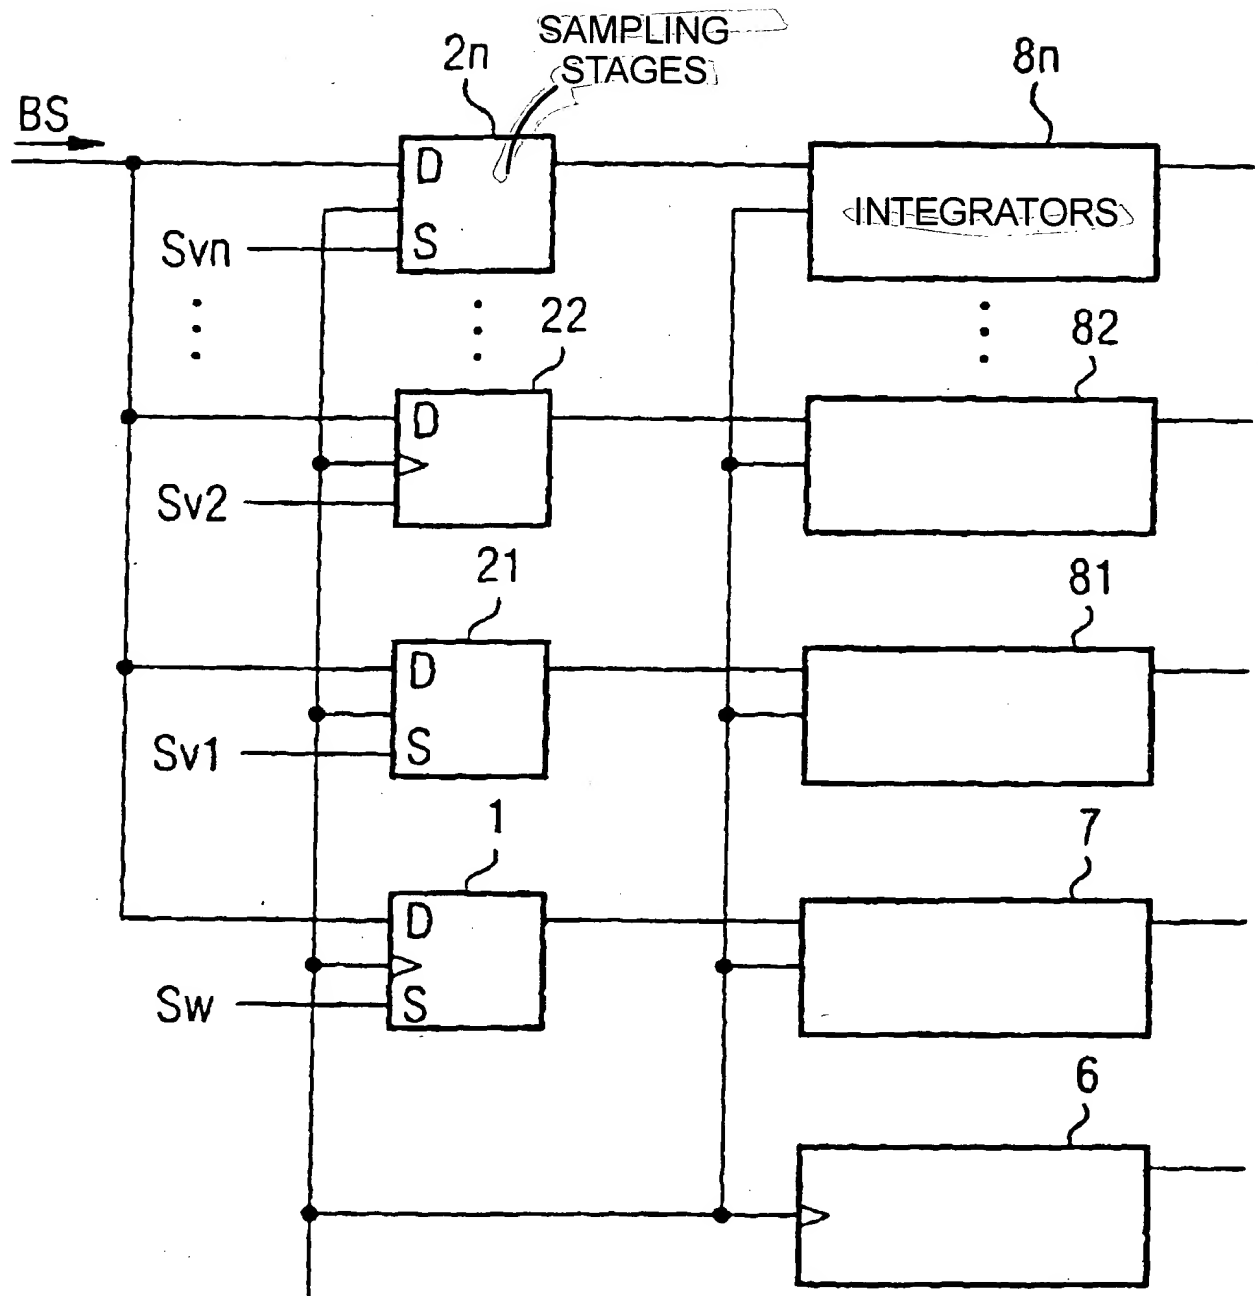 SAMPLING
STAGES
2n
8n
BS
D
INTEGRATORS
S
Svn
22
82
D
Sv2
21
81
D
S
Sv1
1
7
D
S
Sw
6